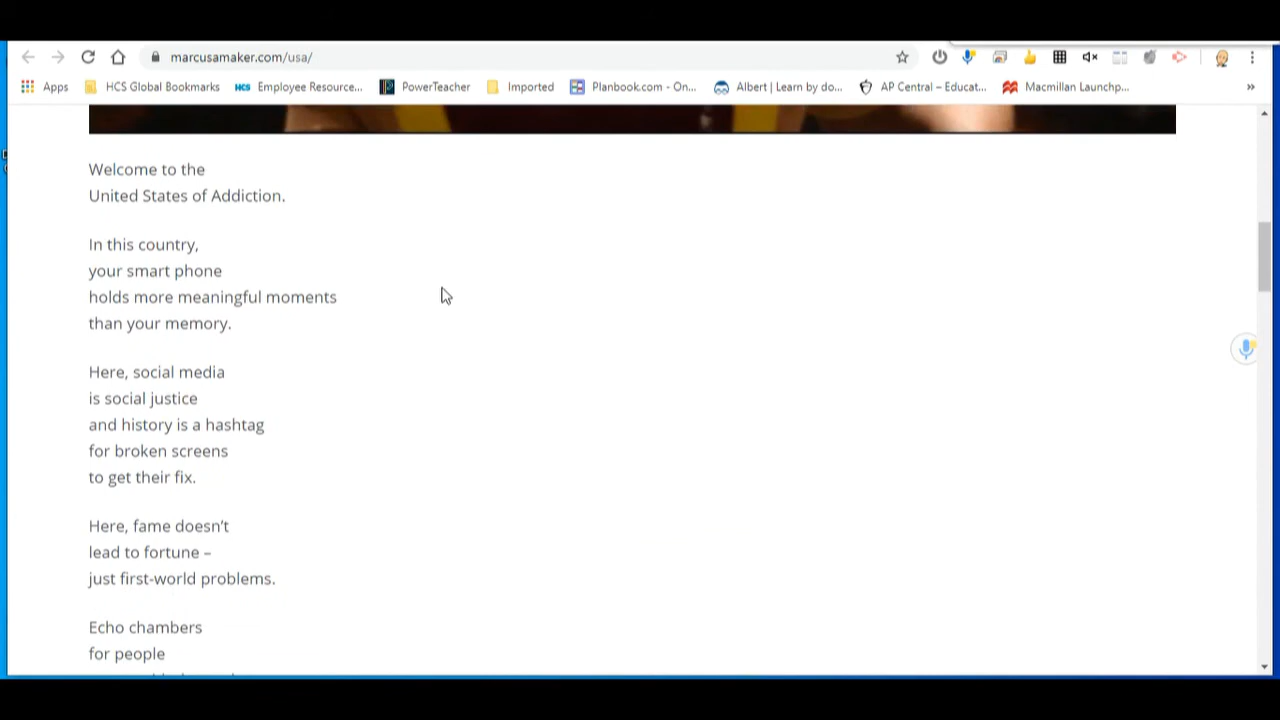 marcusamaker.com/usa/
Apps HCS Global Bookmarks HCS Employee Resource... PowerTeacher Imported Planbook.com - On... Albert | Learn by do... AP Central – Educat... Macmillan Launchp... »
Welcome to the
United States of Addiction.
In this country,
your smart phone
holds more meaningful moments
than your memory.
Here, social media
is social justice
and history is a hashtag
for broken screens
to get their fix.
Here, fame doesn't
lead to fortune –
just first-world problems.
Echo chambers
for people